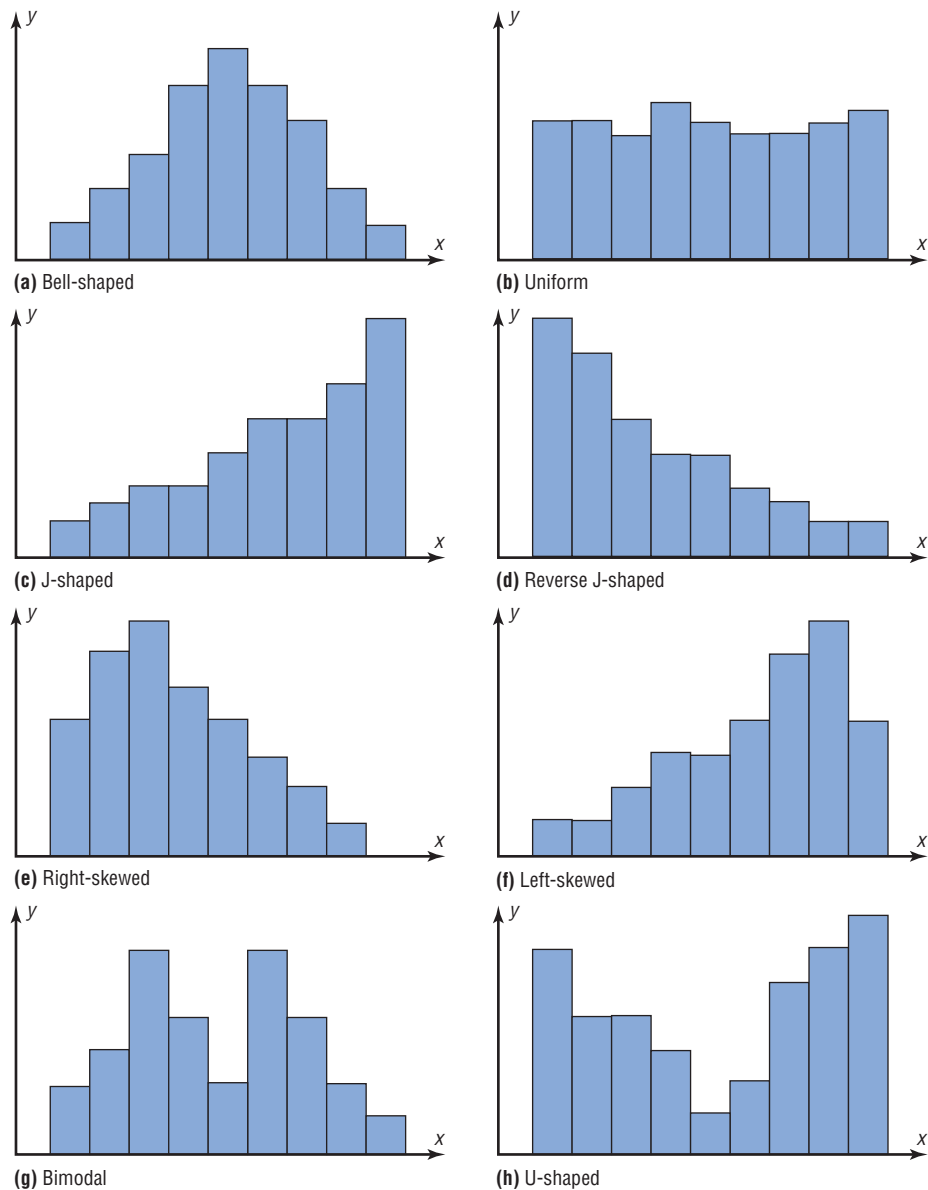 y
x
(a) Bell-shaped
y
x
(b) Uniform
y
x
(c) J-shaped
y
x
(d) Reverse J-shaped
y
x
(e) Right-skewed
y
x
(f) Left-skewed
y
x
(g) Bimodal
y
x
(h) U-shaped